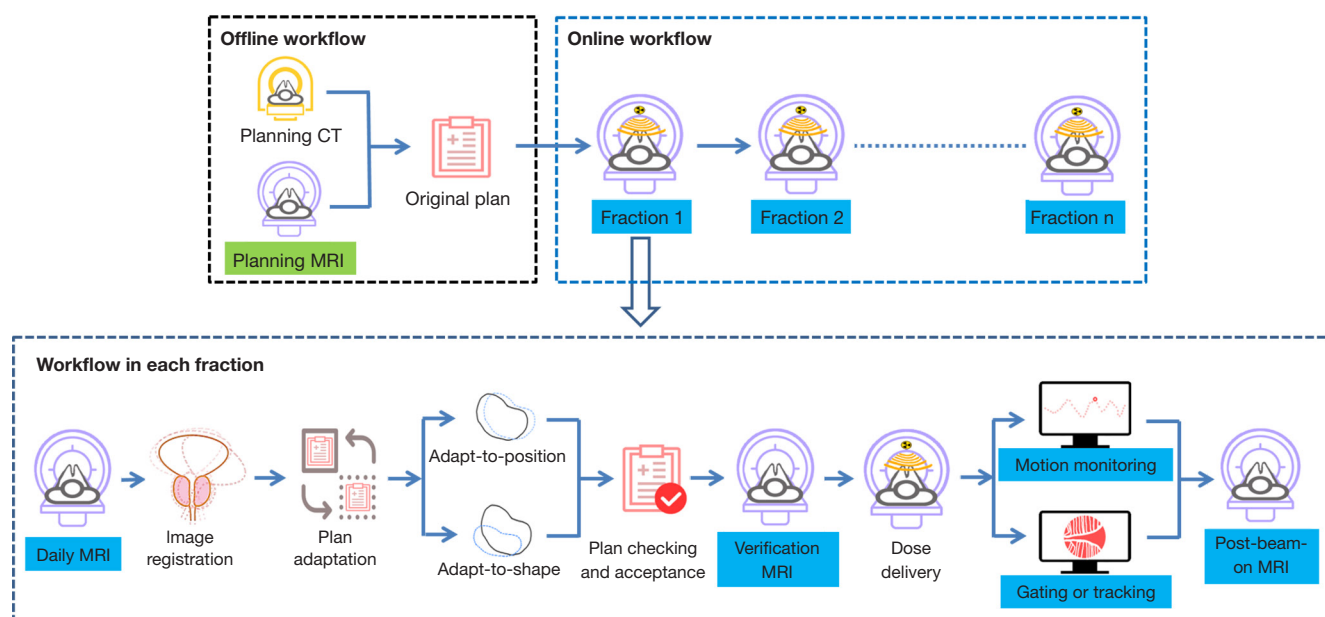 Offline workflow
Online workflow
Planning CT
Planning MRI
Original plan
Fraction 1
Fraction 2
Fraction n
Workflow in each fraction
Daily MRI
Image
registration
Plan
adaptation
Adapt-to-position
Adapt-to-shape
Plan checking
and acceptance
Verification
MRI
Dose
delivery
Motion monitoring
Gating or tracking
Post-beam-
on MRI